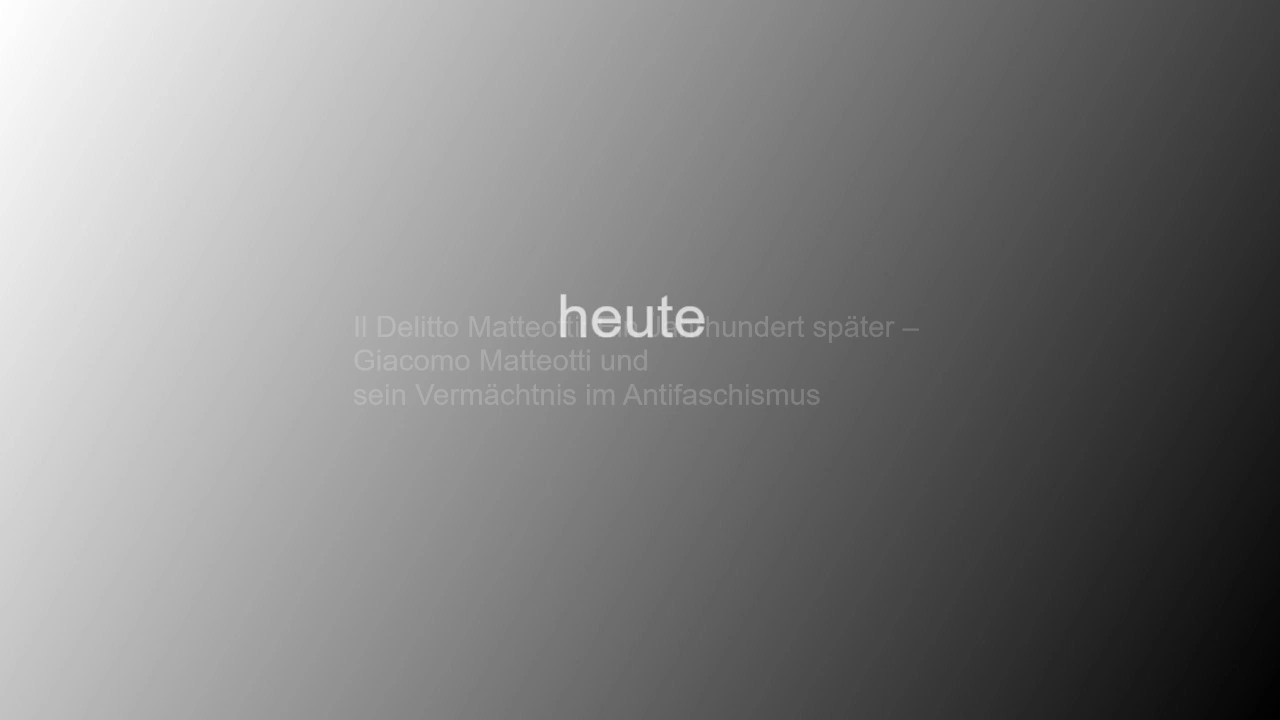 heute
Il Delitto Matteotti hundert später –
Giacomo Matteotti und
sein Vermächtnis im Antifaschismus